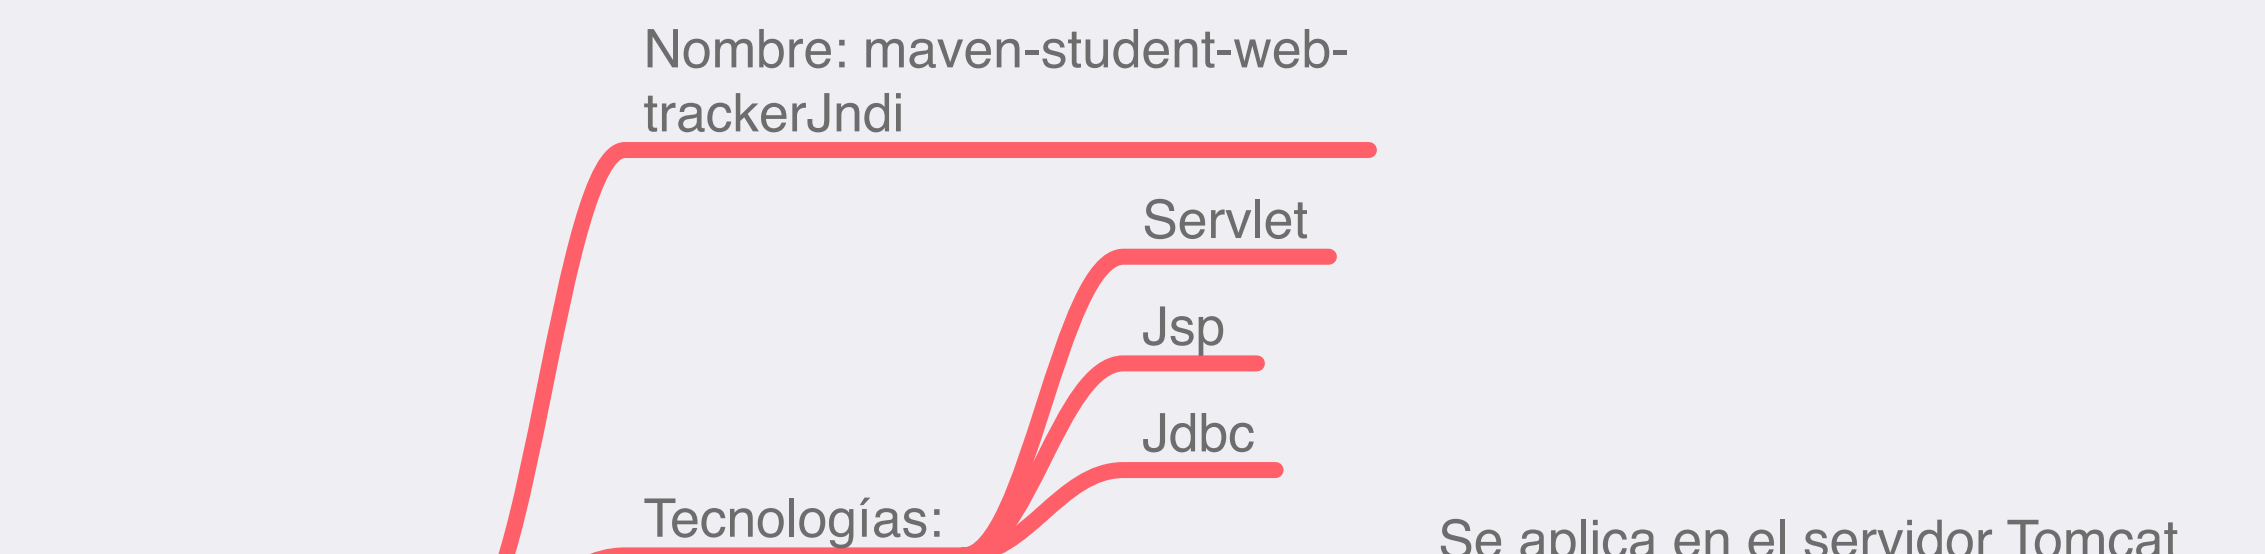 Nombre: maven-student-web-
trackerJndi
Servlet
Jsp
Jdbc
Tecnologías:
Se aplica en el servidor Tomcat